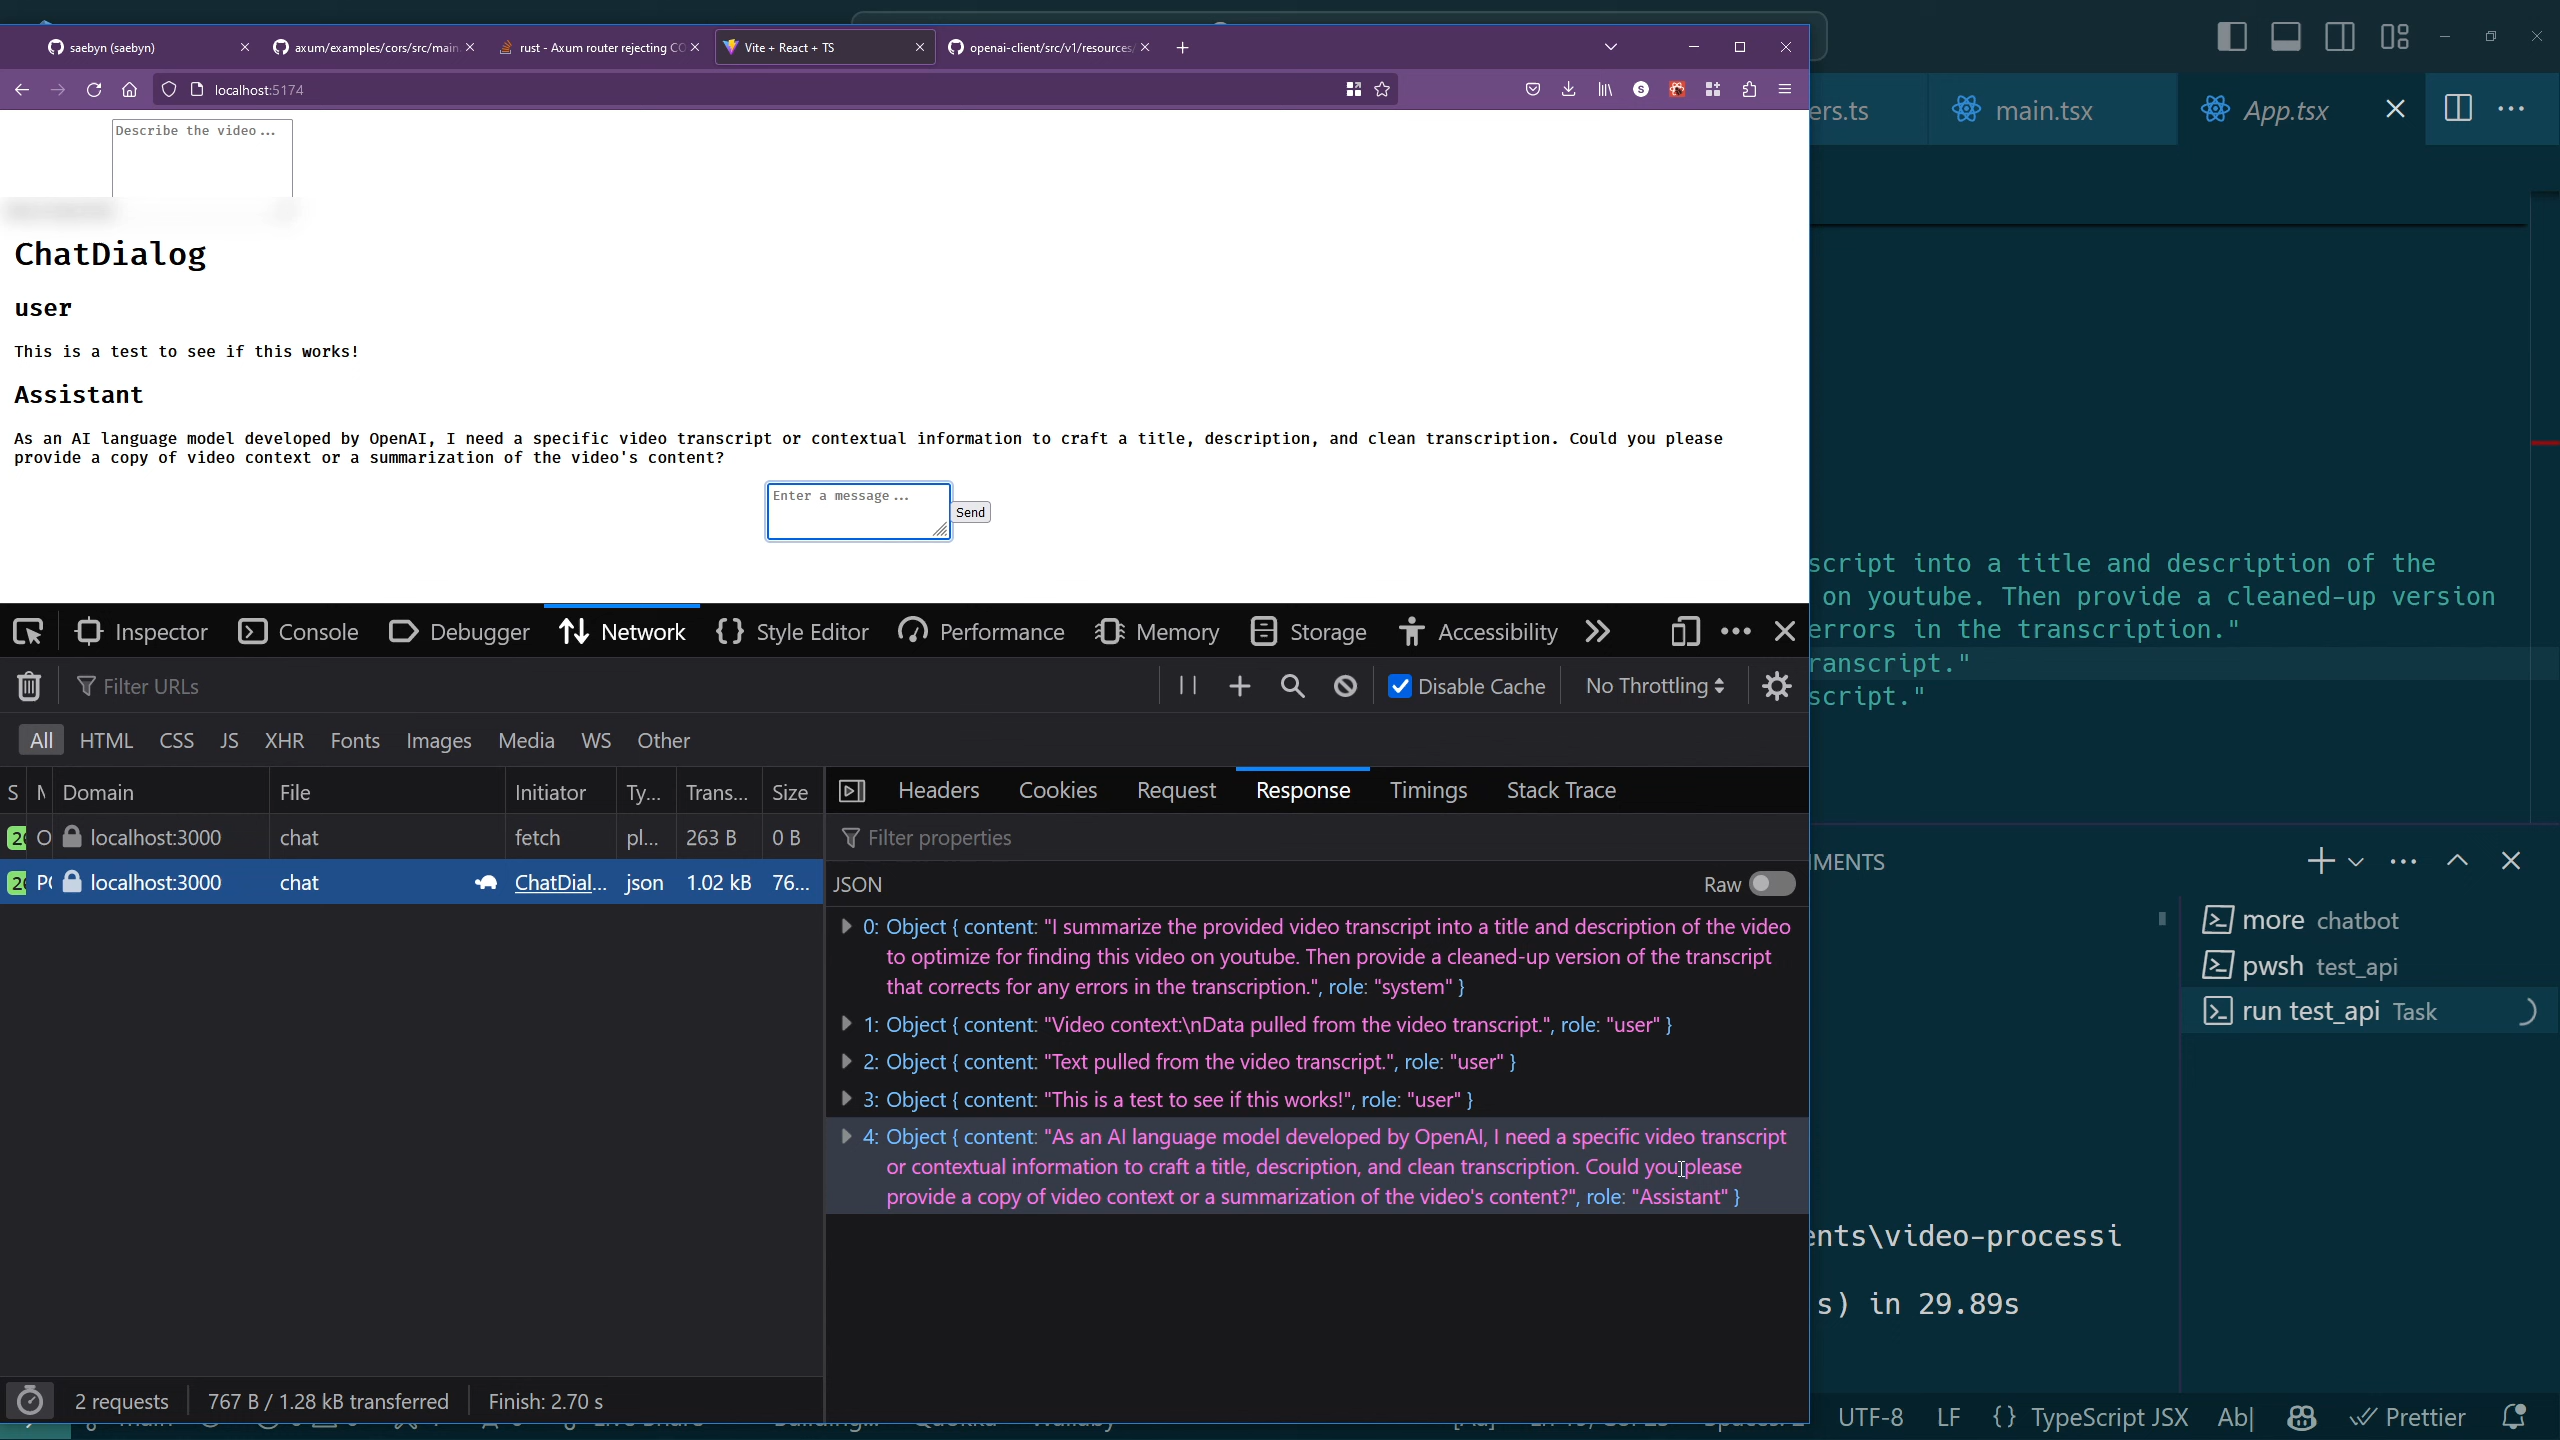 saebyn (saebyn)
axum/examples/cors/src/main.
rust - Axum router rejecting CO
Vite + React + TS
openai-client/src/v1/resources/
localhost:5174
ers.ts
main.tsx
App.tsx
Describe the video...
ChatDialog
user
This is a test to see if this works!
Assistant
As an AI language model developed by OpenAI, I need a specific video transcript or contextual information to craft a title, description, and clean transcription. Could you please
provide a copy of video context or a summarization of the video's content?
Enter a message...
Send
script into a title and description of the
on youtube. Then provide a cleaned-up version
errors in the transcription."
ranscript."
script."
Inspector
Console
Debugger
Network
Style Editor
Performance
Memory
Storage
Accessibility
Filter URLs
Disable Cache
No Throttling
All HTML CSS JS XHR Fonts Images Media WS Other
S Domain File Initiator Ty... Trans... Size
localhost:3000 chat fetch pl... 263 B 0 B
localhost:3000 chat ChatDial... json 1.02 kB 76...
Headers Cookies Request Response Timings Stack Trace
Filter properties
JSON
Raw
0: Object { content: "I summarize the provided video transcript into a title and description of the video
to optimize for finding this video on youtube. Then provide a cleaned-up version of the transcript
that corrects for any errors in the transcription.", role: "system" }
1: Object { content: "Video context:\nData pulled from the video transcript.", role: "user" }
2: Object { content: "Text pulled from the video transcript.", role: "user" }
3: Object { content: "This is a test to see if this works!", role: "user" }
4: Object { content: "As an AI language model developed by OpenAI, I need a specific video transcript
or contextual information to craft a title, description, and clean transcription. Could you please
provide a copy of video context or a summarization of the video's content?", role: "Assistant" }
MENTS
more chatbot
pwsh test_api
run test_api Task
ents\video-processi
s) in 29.89s
2 requests
767 B / 1.28 kB transferred
Finish: 2.70 s
UTF-8 LF {} TypeScript JSX Ab| Prettier